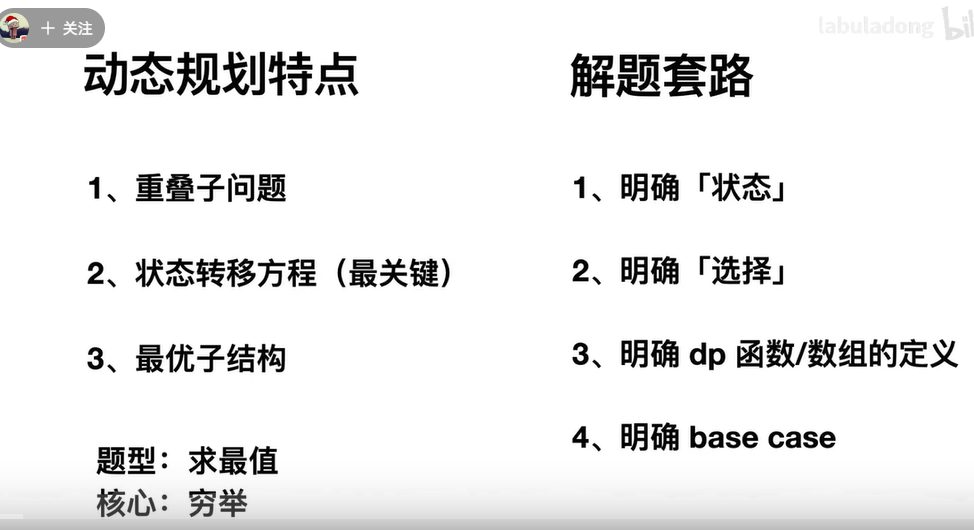 + 关注
labuladong bili
动态规划特点
1、重叠子问题
2、状态转移方程（最关键）
3、最优子结构
题型：求最值
核心：穷举
解题套路
1、明确「状态」
2、明确「选择」
3、明确 dp 函数/数组的定义
4、明确 base case